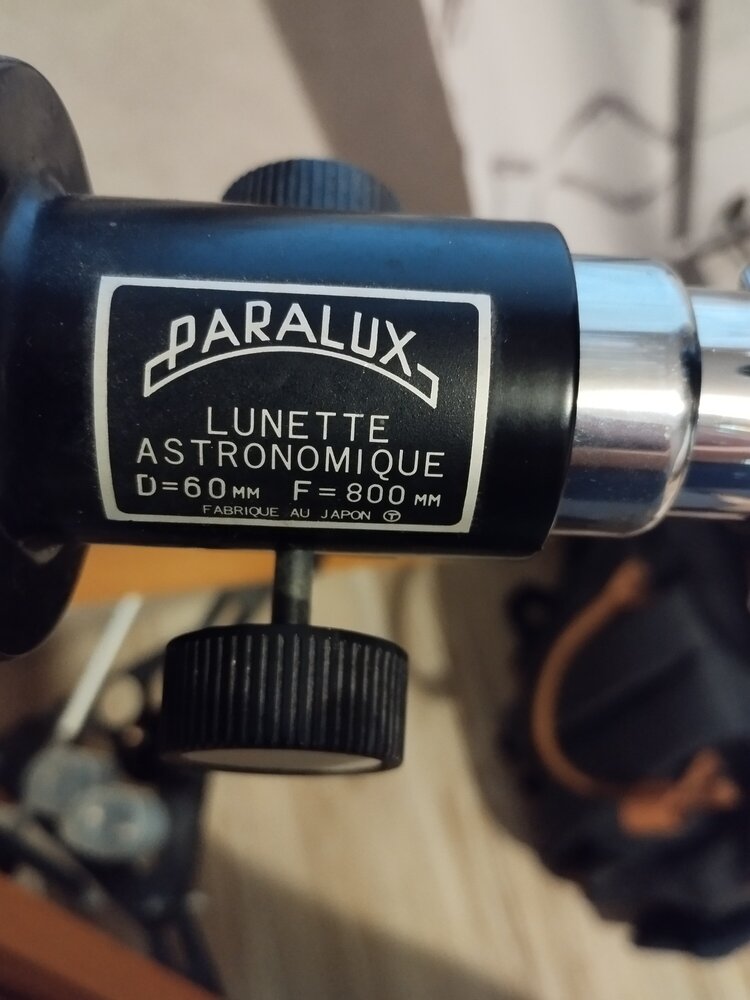 PARALUX
LUNETTE
ASTRONOMIQUE
D=60MM F=800MM
FABRIQUE AU JAPON Ⓣ